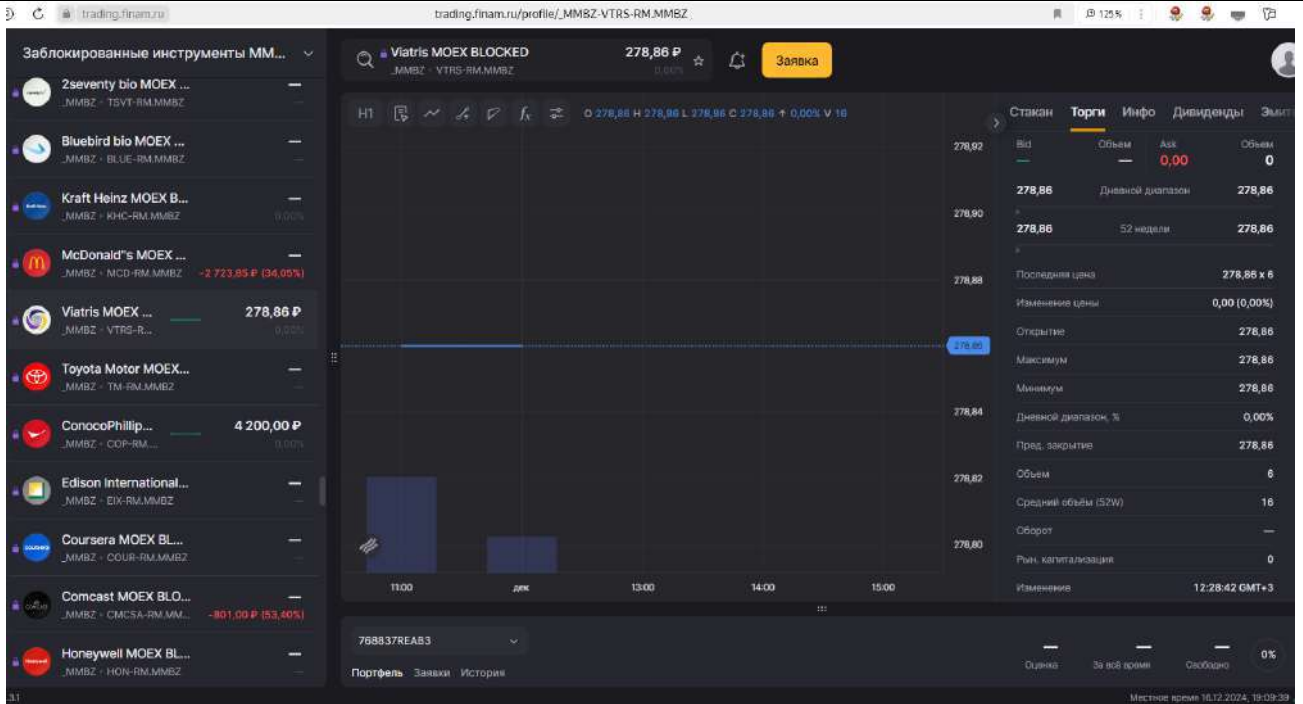 trading.finam.ru
trading.finam.ru/profile/_MMBZ-VTRS-RM.MMBZ
125 %
Заблокированные инструменты ММ...
2seventy bio MOEX ...
_MMBZ · TSVT-RM.MMBZ
—
Bluebird bio MOEX ...
_MMBZ · BLUE-RM.MMBZ
—
Kraft Heinz MOEX B...
_MMBZ · KHC-RM.MMBZ
—
0,00%
McDonald"s MOEX ...
_MMBZ · MCD-RM.MMBZ
—
−2 723,85 ₽ (34,05%)
Viatris MOEX ...
_MMBZ · VTRS-R...
278,86 ₽
0,00%
Toyota Motor MOEX...
_MMBZ · TM-RM.MMBZ
—
ConocoPhillip...
_MMBZ · COP-RM....
4 200,00 ₽
0,00%
Edison International...
_MMBZ · EIX-RM.MMBZ
—
Coursera MOEX BL...
_MMBZ · COUR-RM.MMBZ
—
Comcast MOEX BLO...
_MMBZ · CMCSA-RM.MM...
—
−801,00 ₽ (53,40%)
Honeywell MOEX BL...
_MMBZ · HON-RM.MMBZ
—
Viatris MOEX BLOCKED
_MMBZ · VTRS-RM.MMBZ
278,86 ₽
0,00%
Заявка
H1
O 278,86 H 278,86 L 278,86 C 278,86 + 0,00% V 16
278,92
278,90
278,88
278,86
278,84
278,82
278,80
11:00 дек 13:00 14:00 15:00
Стакан Торги Инфо Дивиденды Эмит
Bid Объем Ask Объем
— — 0,00 0
278,86 Дневной диапазон 278,86
278,86 52 недели 278,86
Последняя цена 278,86 x 6
Изменение цены 0,00 (0,00%)
Открытие 278,86
Максимум 278,86
Минимум 278,86
Дневной диапазон, % 0,00%
Пред. закрытие 278,86
Объем 6
Средний объём (52W) 16
Оборот —
Рын. капитализация 0
Изменение 12:28:42 GMT+3
768837REAB3
Портфель Заявки История
— — — 0%
Оценка За всё время Свободно
3.1
Местное время 16.12.2024, 19:09:39